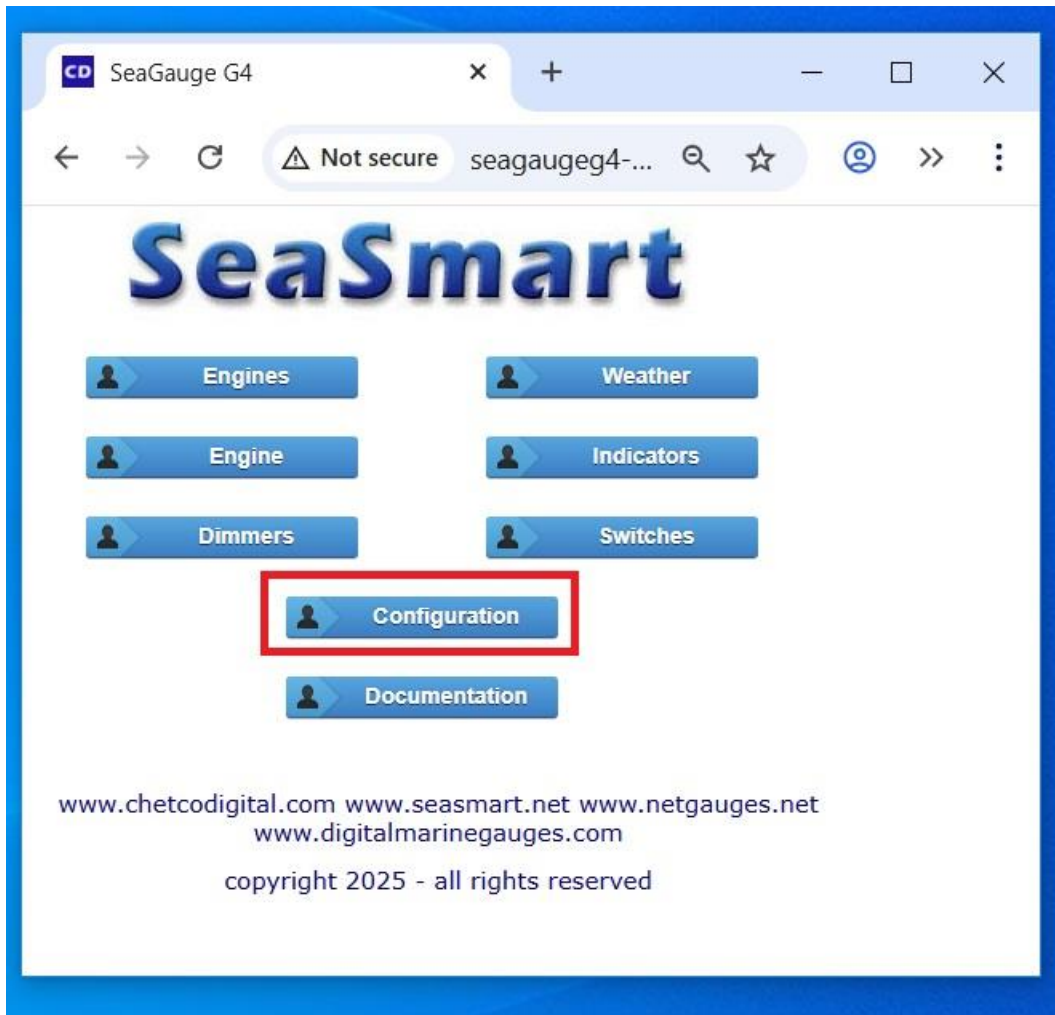 CD SeaGauge G4
Not secure seagaugeg4-...
SeaSmart
Engines Weather
Engine Indicators
Dimmers Switches
Configuration
Documentation
www.chetcodigital.com www.seasmart.net www.netgauges.net
www.digitalmarinegauges.com
copyright 2025 - all rights reserved